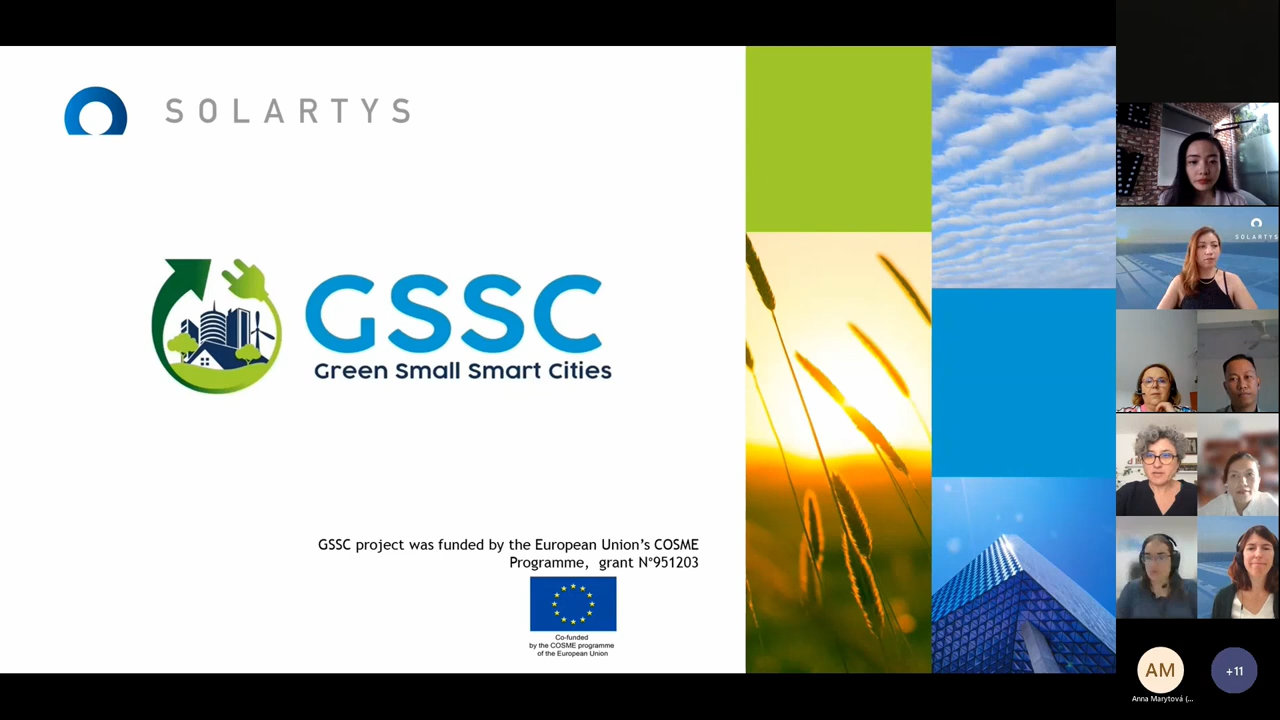 SOLARTYS
GSSC
Green Small Smart Cities
GSSC project was funded by the European Union's COSME
Programme, grant N°951203
Co-funded
by the COSME programme
of the European Union
SOLARTYS
AM
+11
Anna Marytová (...